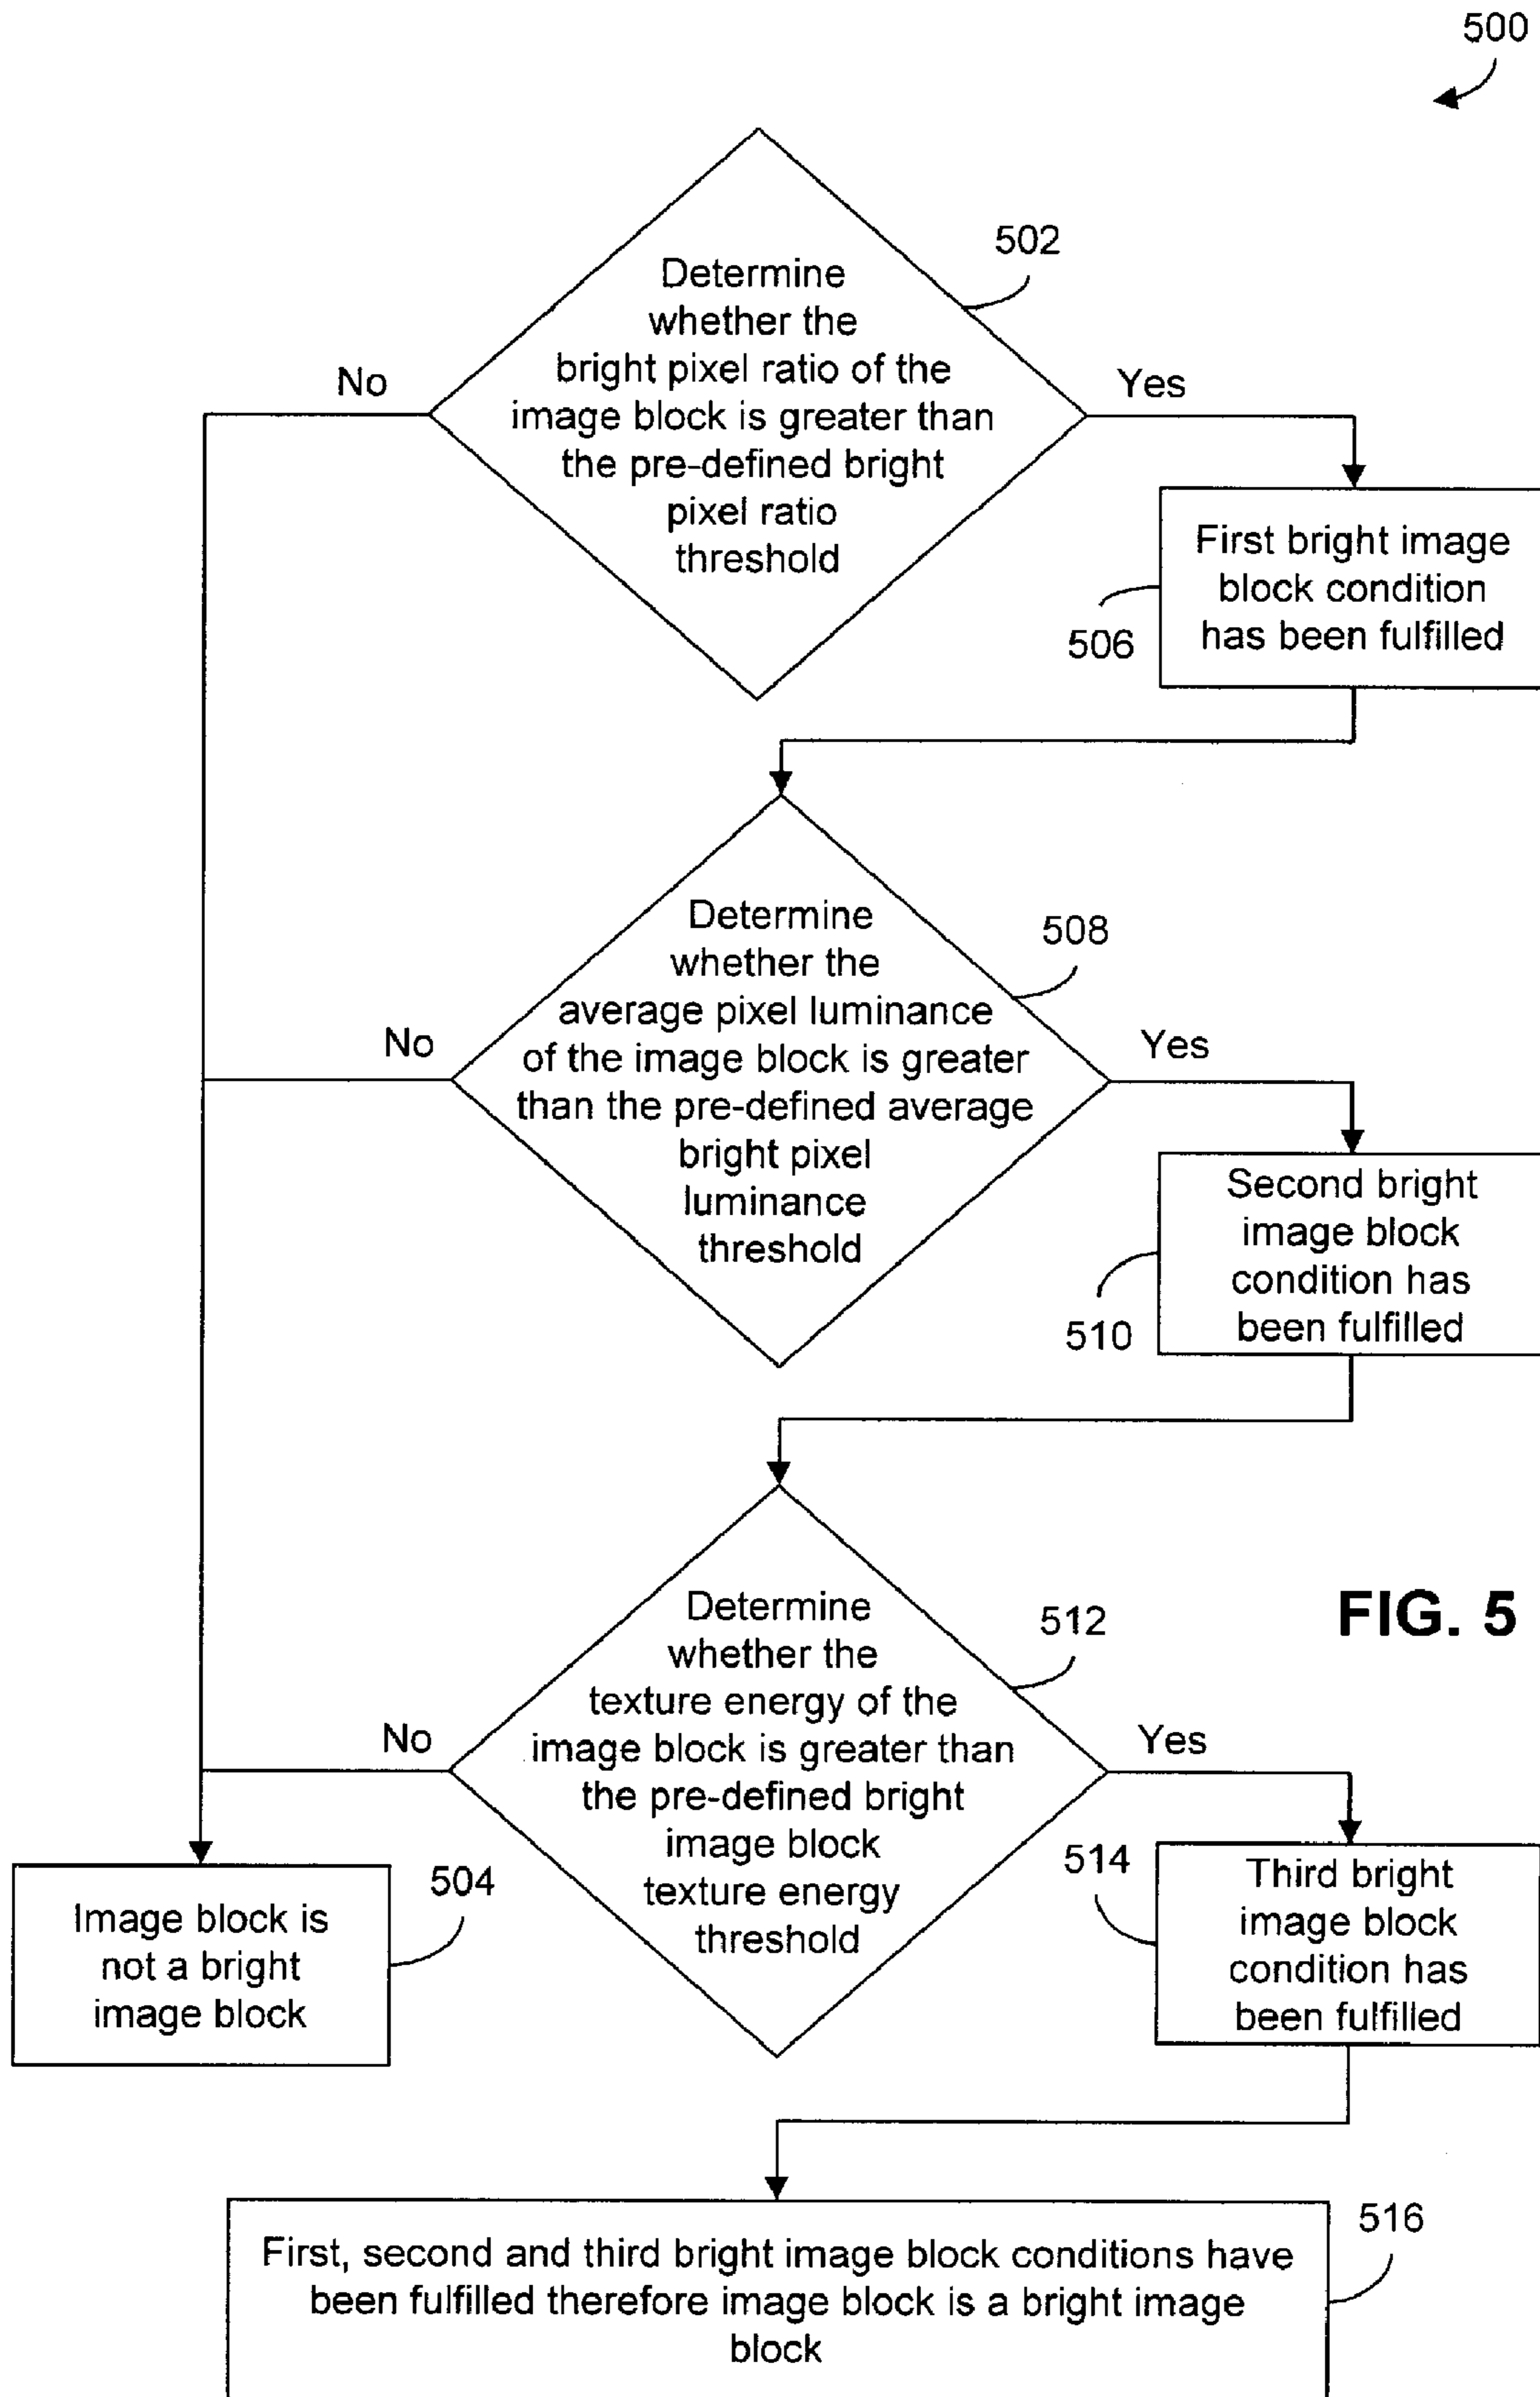 500
502
Determine
whether the
bright pixel ratio of the
image block is greater than
the pre-defined bright
pixel ratio
threshold
No
Yes
First bright image
block condition
has been fulfilled
506
508
Determine
whether the
average pixel luminance
of the image block is greater
than the pre-defined average
bright pixel
luminance
threshold
No
Yes
Second bright
image block
condition has
been fulfilled
510
512
Determine
whether the
texture energy of the
image block is greater than
the pre-defined bright
image block
texture energy
threshold
No
Yes
FIG. 5
514
Third bright
image block
condition has
been fulfilled
504
Image block is
not a bright
image block
516
First, second and third bright image block conditions have
been fulfilled therefore image block is a bright image
block